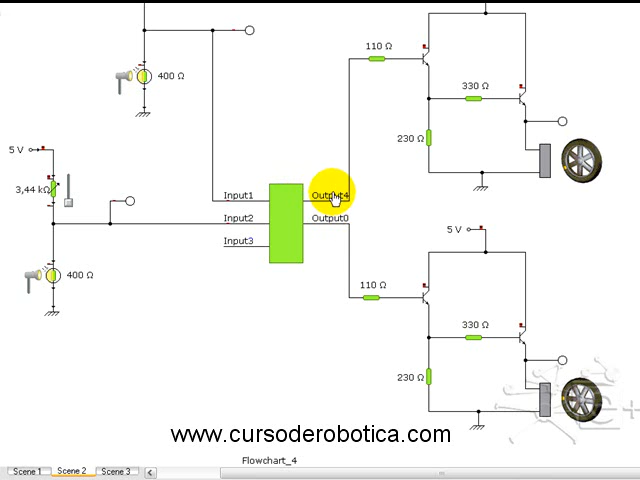 110 Ω
400 Ω
330 Ω
230 Ω
5 V
3,44 kΩ
Input1
Output4
Input2
Output0
Input3
5 V
400 Ω
110 Ω
330 Ω
230 Ω
www.cursoderobotica.com
Flowchart_4
Scene 1
Scene 2
Scene 3